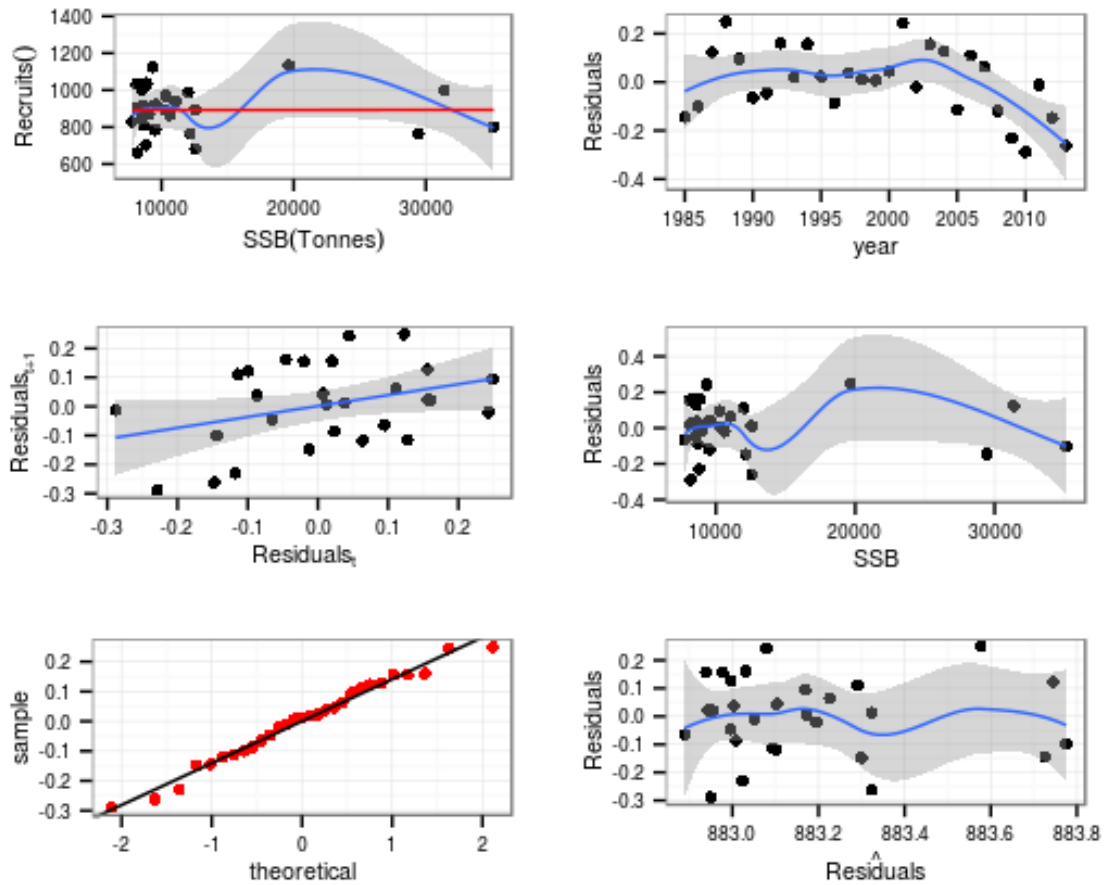 1400
1200
1000
800
600
Recruits()
10000 20000 30000
SSB(Tonnes)
0.2
0.0
-0.2
-0.4
Residuals
1985 1990 1995 2000 2005 2010
year
0.2
0.1
0.0
-0.1
-0.2
-0.3
Residuals t+1
-0.3 -0.2 -0.1 0.0 0.1 0.2
Residuals t
0.4
0.2
0.0
-0.2
-0.4
Residuals
10000 20000 30000
SSB
0.2
0.1
0.0
-0.1
-0.2
-0.3
sample
-2 -1 0 1 2
theoretical
0.2
0.1
0.0
-0.1
-0.2
-0.3
Residuals
883.0 883.2 883.4 883.6 883.8
^
Residuals